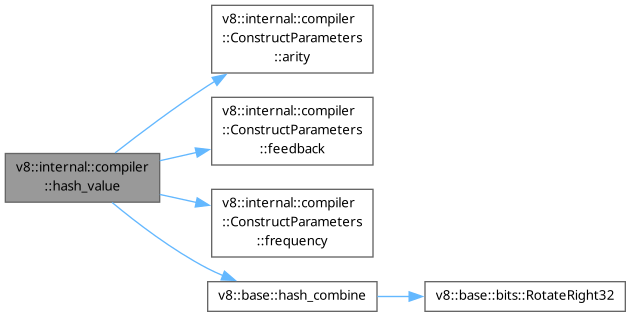 v8::internal::compiler
::hash_value
v8::internal::compiler
::ConstructParameters
::arity
v8::internal::compiler
::ConstructParameters
::feedback
v8::internal::compiler
::ConstructParameters
::frequency
v8::base::hash_combine
v8::base::bits::RotateRight32